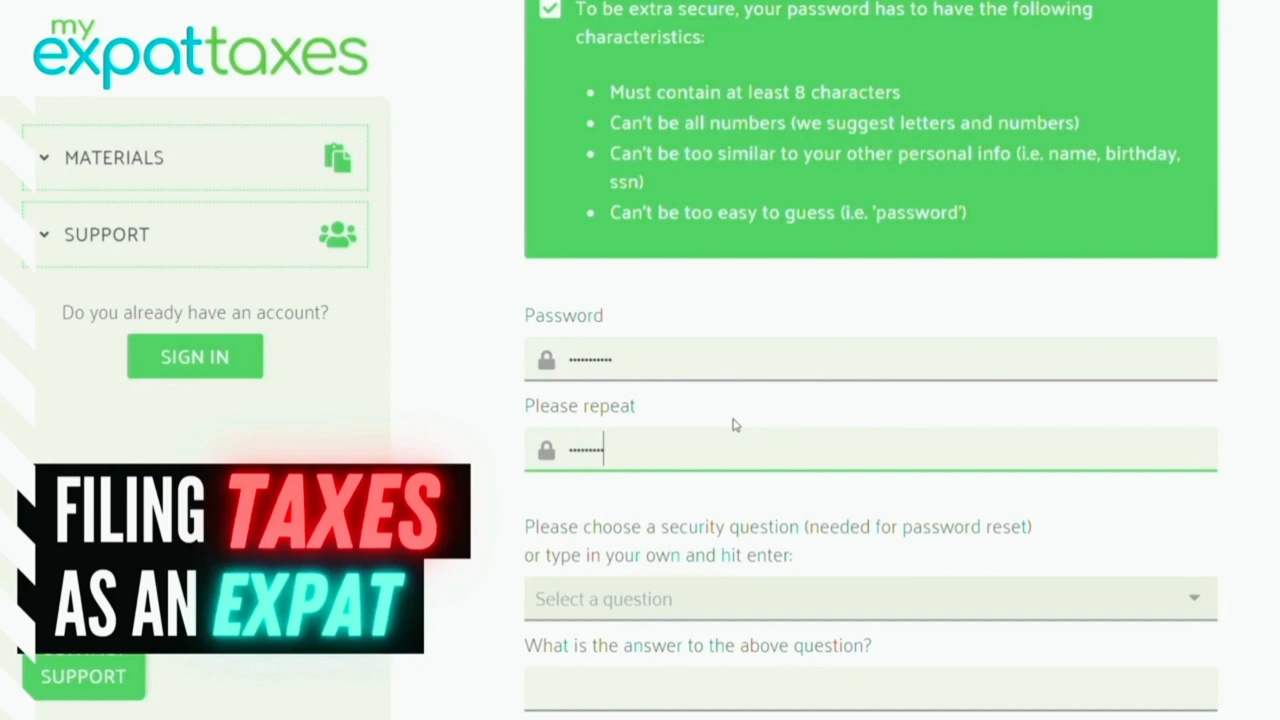 my
expattaxes
MATERIALS
SUPPORT
Do you already have an account?
SIGN IN
FILING TAXES
AS AN EXPAT
SUPPORT
To be extra secure, your password has to have the following
characteristics:
• Must contain at least 8 characters
• Can't be all numbers (we suggest letters and numbers)
• Can't be too similar to your other personal info (i.e. name, birthday,
ssn)
• Can't be too easy to guess (i.e. 'password')
Password
Please repeat
Please choose a security question (needed for password reset)
or type in your own and hit enter:
Select a question
What is the answer to the above question?